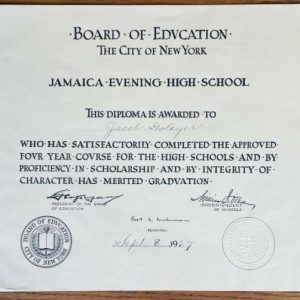 ·BOARD·OF·EDVCATION·
THE CITY OF NEW YORK
JAMAICA·EVENING·HIGH·SCHOOL
THIS DIPLOMA IS AWARDED TO
Jacob
WHO HAS SATISFACTORILY COMPLETED THE APPROVED
FOVR YEAR COVRSE FOR THE HIGH SCHOOLS AND BY
PROFICIENCY IN SCHOLARSHIP AND BY INTEGRITY OF
CHARACTER HAS MERITED GRADVATION·
PRESIDENT OF THE BOARD
OF EDUCATION·
SUPERINTENDENT
OF SCHOOLS·
PRINCIPAL
Sept. 8 1927
BOARD OF EDUCATION
CITY OF NEW YORK